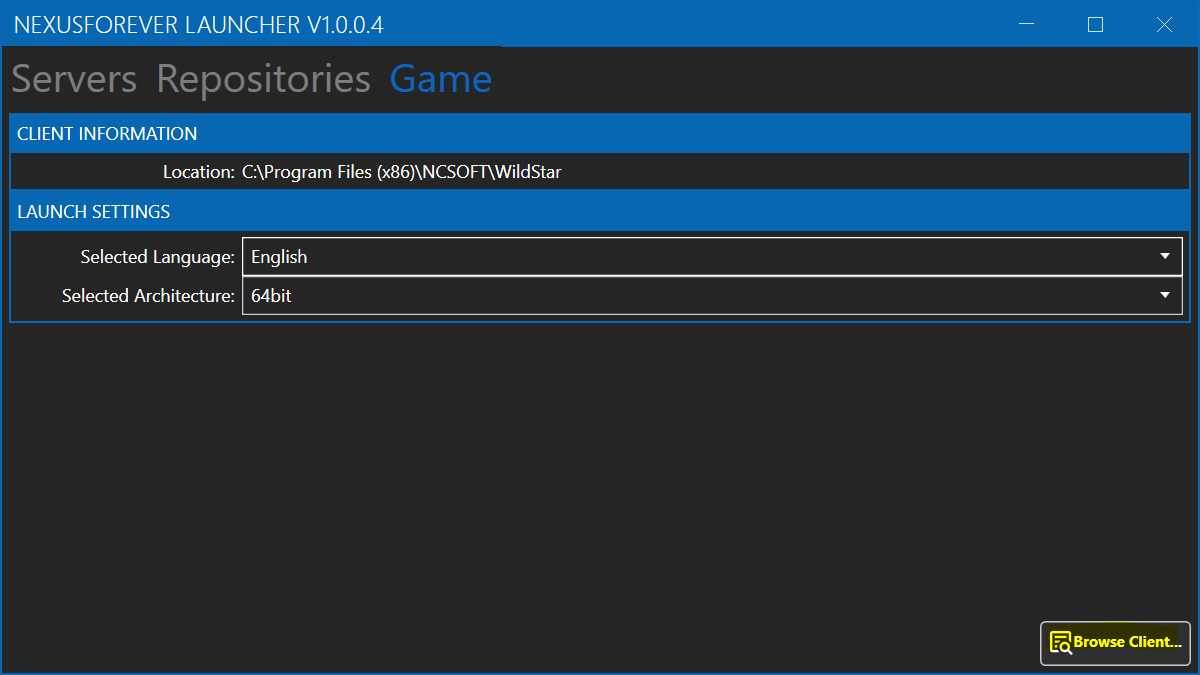 NEXUSFOREVER LAUNCHER V1.0.0.4
Servers Repositories Game
CLIENT INFORMATION
Location: C:\Program Files (x86)\NCSOFT\WildStar
LAUNCH SETTINGS
Selected Language: English
Selected Architecture: 64bit
Browse Client...